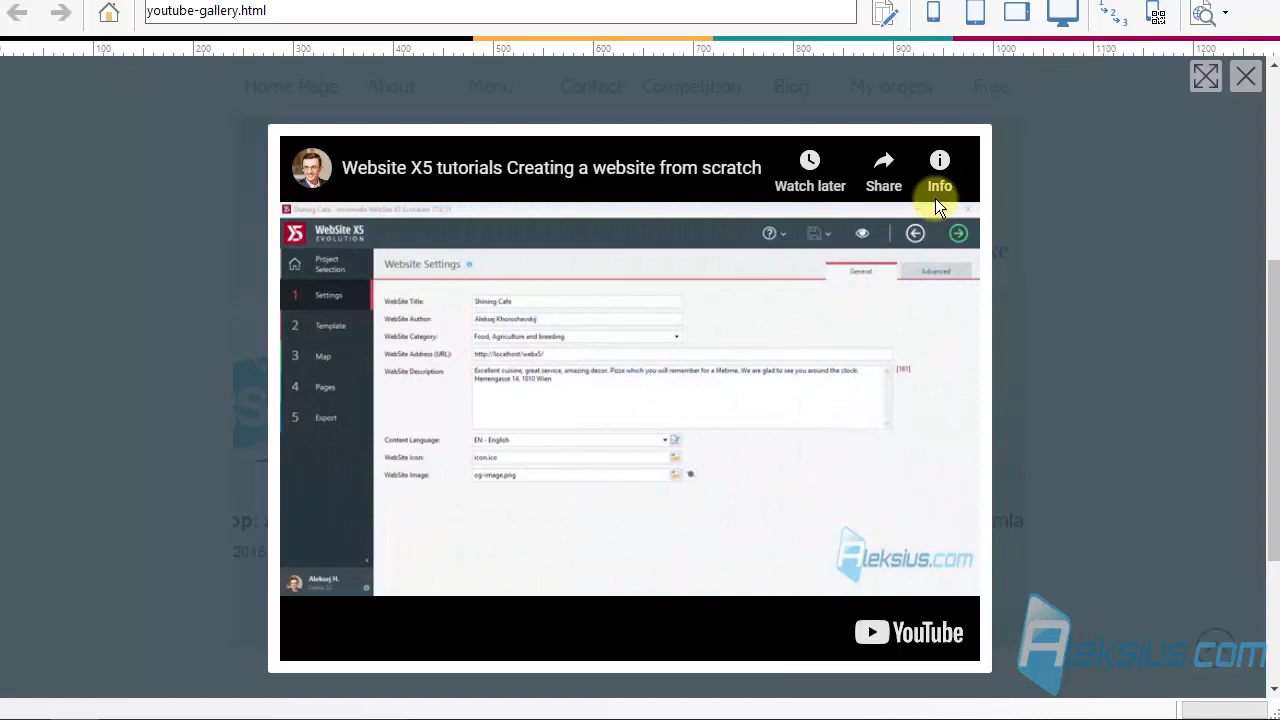 youtube-gallery.html
100
200
300
400
500
600
700
800
900
1000
1100
1200
Home Page About Menu Contact Competition Blog My orders Free
Website X5 tutorials Creating a website from scratch
Watch later
Share
Info
WebSite X5
EVOLUTION
Project
Selection
1 Settings
2 Template
3 Map
4 Pages
5 Export
Aleksej H.
Website Settings
General
Advanced
WebSite Title: Shining Cafe
WebSite Author: Aleksej Khoroshevskij
WebSite Category: Food, Agriculture and breeding
WebSite Address (URL): http://localhost/webx5/
WebSite Description: Excellent cuisine, great service, amazing decor. Pizza which you will remember for a lifetime. We are glad to see you around the clock:
Herrengasse 14, 1010 Wien
[161]
Content Language: EN - English
WebSite Icon: icon.ico
WebSite Image: og-image.png
Aleksius.com
YouTube
2016
Aleksius.com